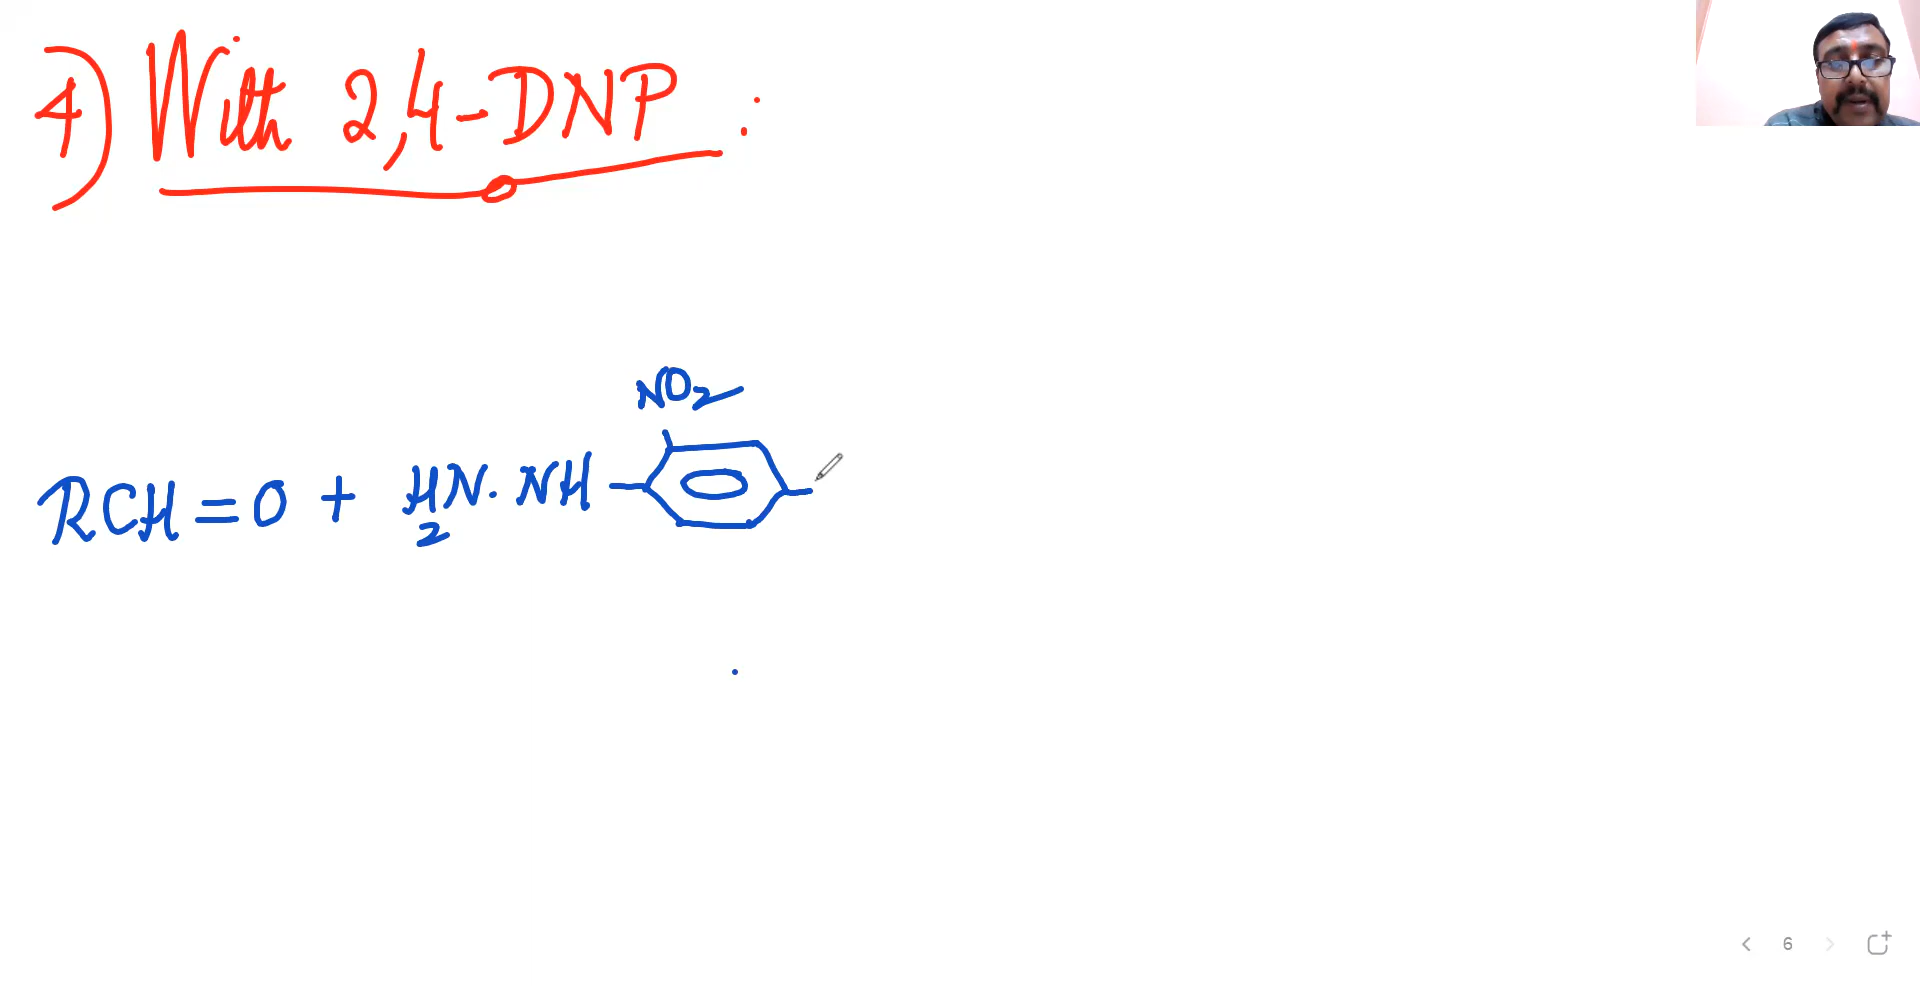 4) With 2,4-DNP :
NO2
RCH=O + H2N.NH
6